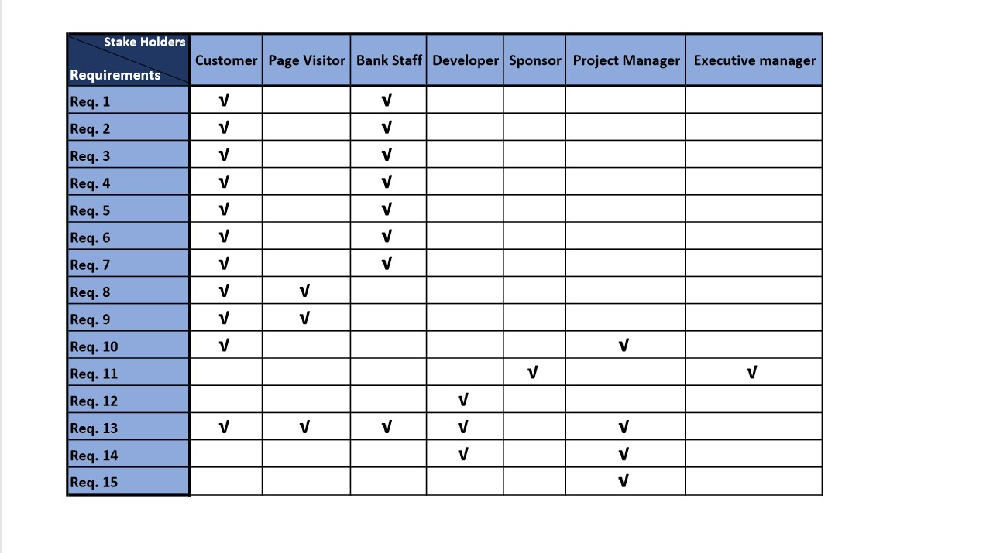 Stake Holders
Requirements
Customer Page Visitor Bank Staff Developer Sponsor Project Manager Executive manager
Req. 1 √ √
Req. 2 √ √
Req. 3 √ √
Req. 4 √ √
Req. 5 √ √
Req. 6 √ √
Req. 7 √ √
Req. 8 √ √
Req. 9 √ √
Req. 10 √ √
Req. 11 √ √
Req. 12 √
Req. 13 √ √ √ √ √
Req. 14 √ √
Req. 15 √